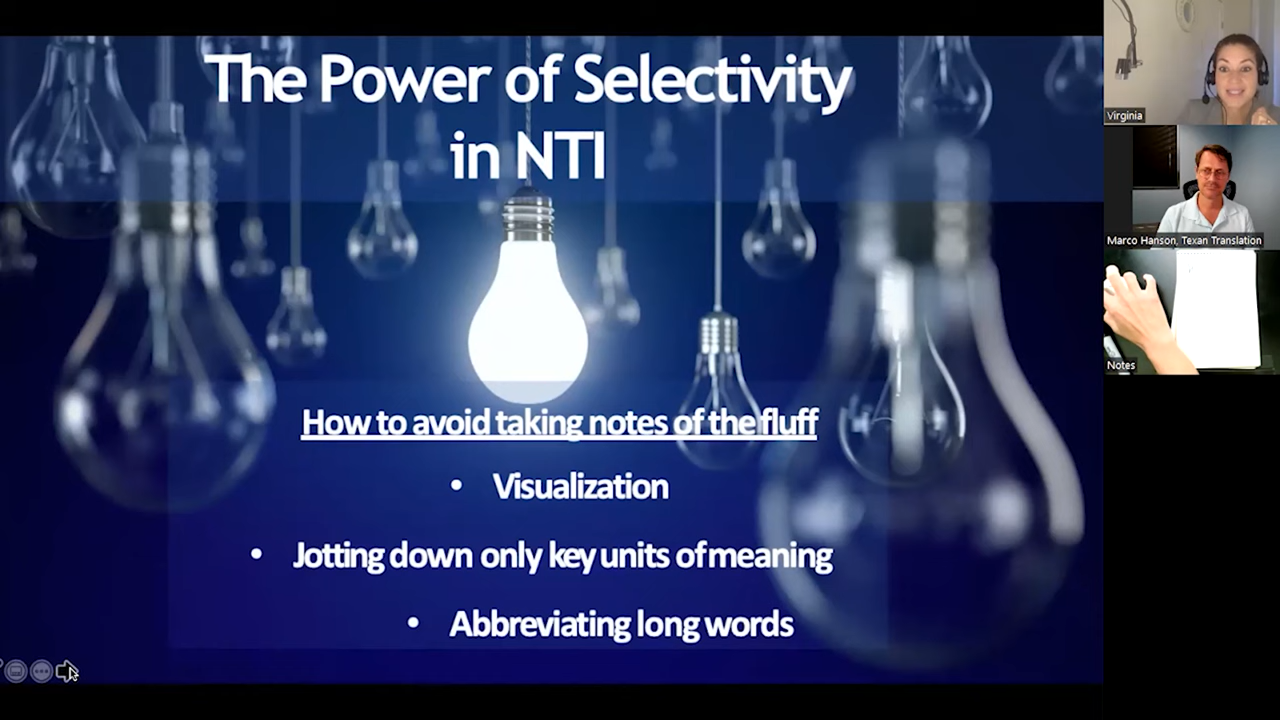 The Power of Selectivity
in NTI
How to avoid taking notes of the fluff
• Visualization
• Jotting down only key units of meaning
• Abbreviating long words
Virginia
Marco Hanson, Texan Translation
Notes